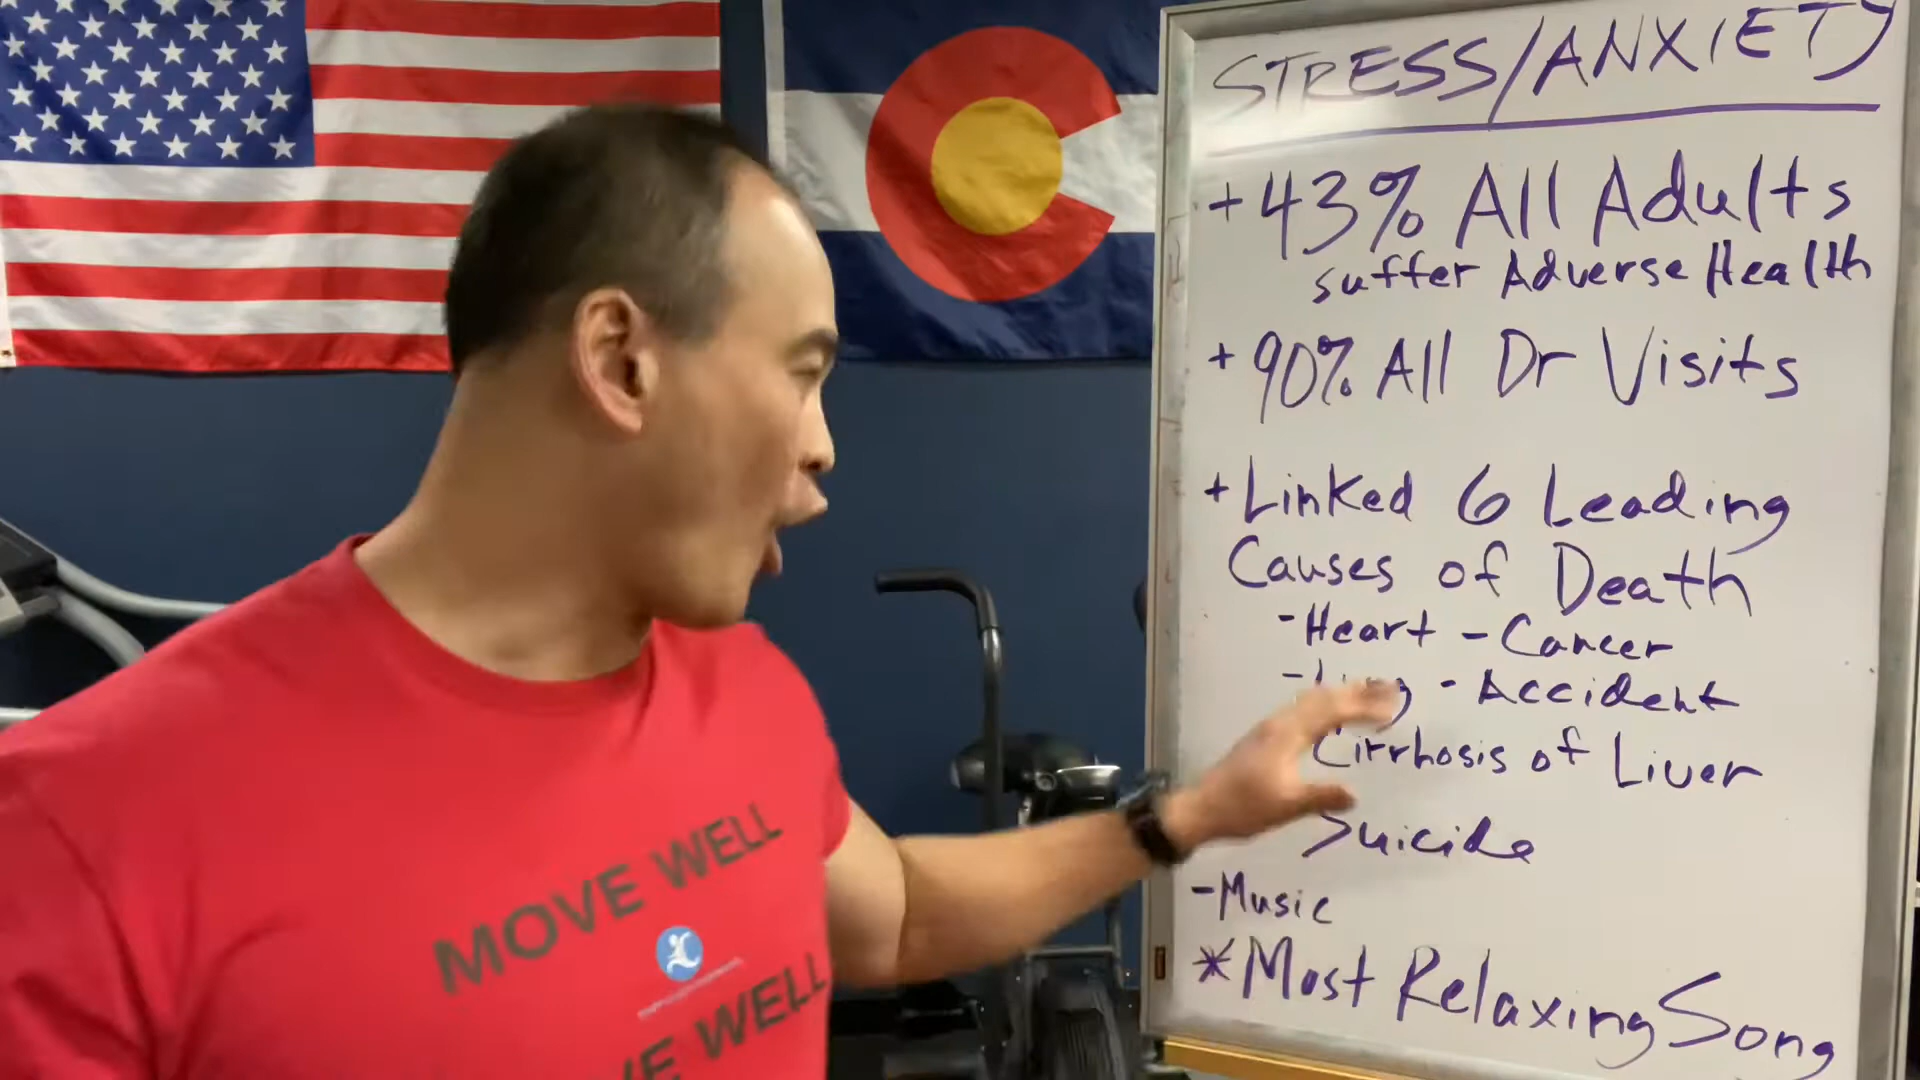 STRESS/ANXIETY
+43% All Adults
suffer Adverse Health
+90% All Dr Visits
+Linked 6 Leading
Causes of Death
-Heart -Cancer
- - Accident
Cirrhosis of Liver
Suicide
-Music
*Most Relaxing Song
MOVE WELL
WELL